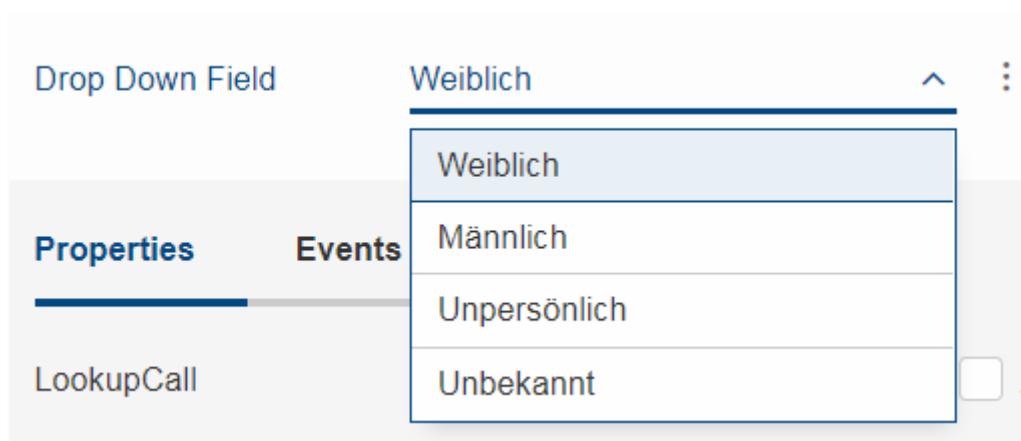 Drop Down Field Weiblich
Weiblich
Männlich
Properties Events
Unpersönlich
LookupCall
Unbekannt